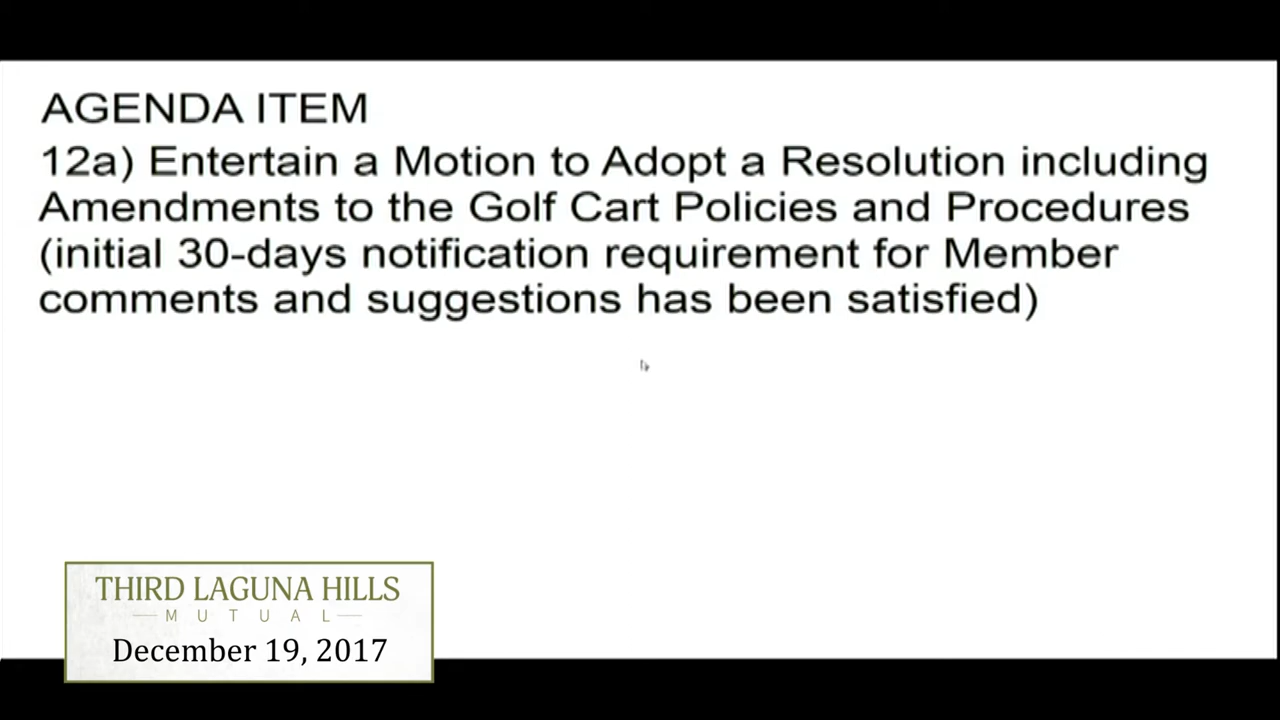 AGENDA ITEM
12a) Entertain a Motion to Adopt a Resolution including
Amendments to the Golf Cart Policies and Procedures
(initial 30-days notification requirement for Member
comments and suggestions has been satisfied)
THIRD LAGUNA HILLS
MUTUAL
December 19, 2017